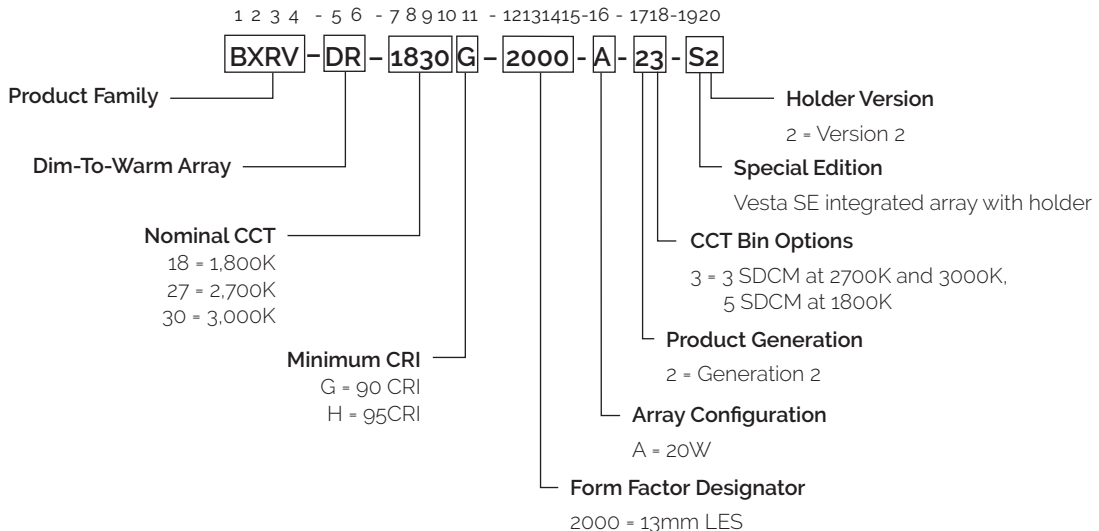 1 2 3 4 - 5 6 - 7 8 9 10 11 - 12131415-16 - 1718-1920
BXRV – DR – 1830 G – 2000 - A - 23 - S2
Product Family
Holder Version
2 = Version 2
Dim-To-Warm Array
Special Edition
Vesta SE integrated array with holder
Nominal CCT
18 = 1,800K
27 = 2,700K
30 = 3,000K
CCT Bin Options
3 = 3 SDCM at 2700K and 3000K,
5 SDCM at 1800K
Minimum CRI
G = 90 CRI
H = 95CRI
Product Generation
2 = Generation 2
Array Configuration
A = 20W
Form Factor Designator
2000 = 13mm LES